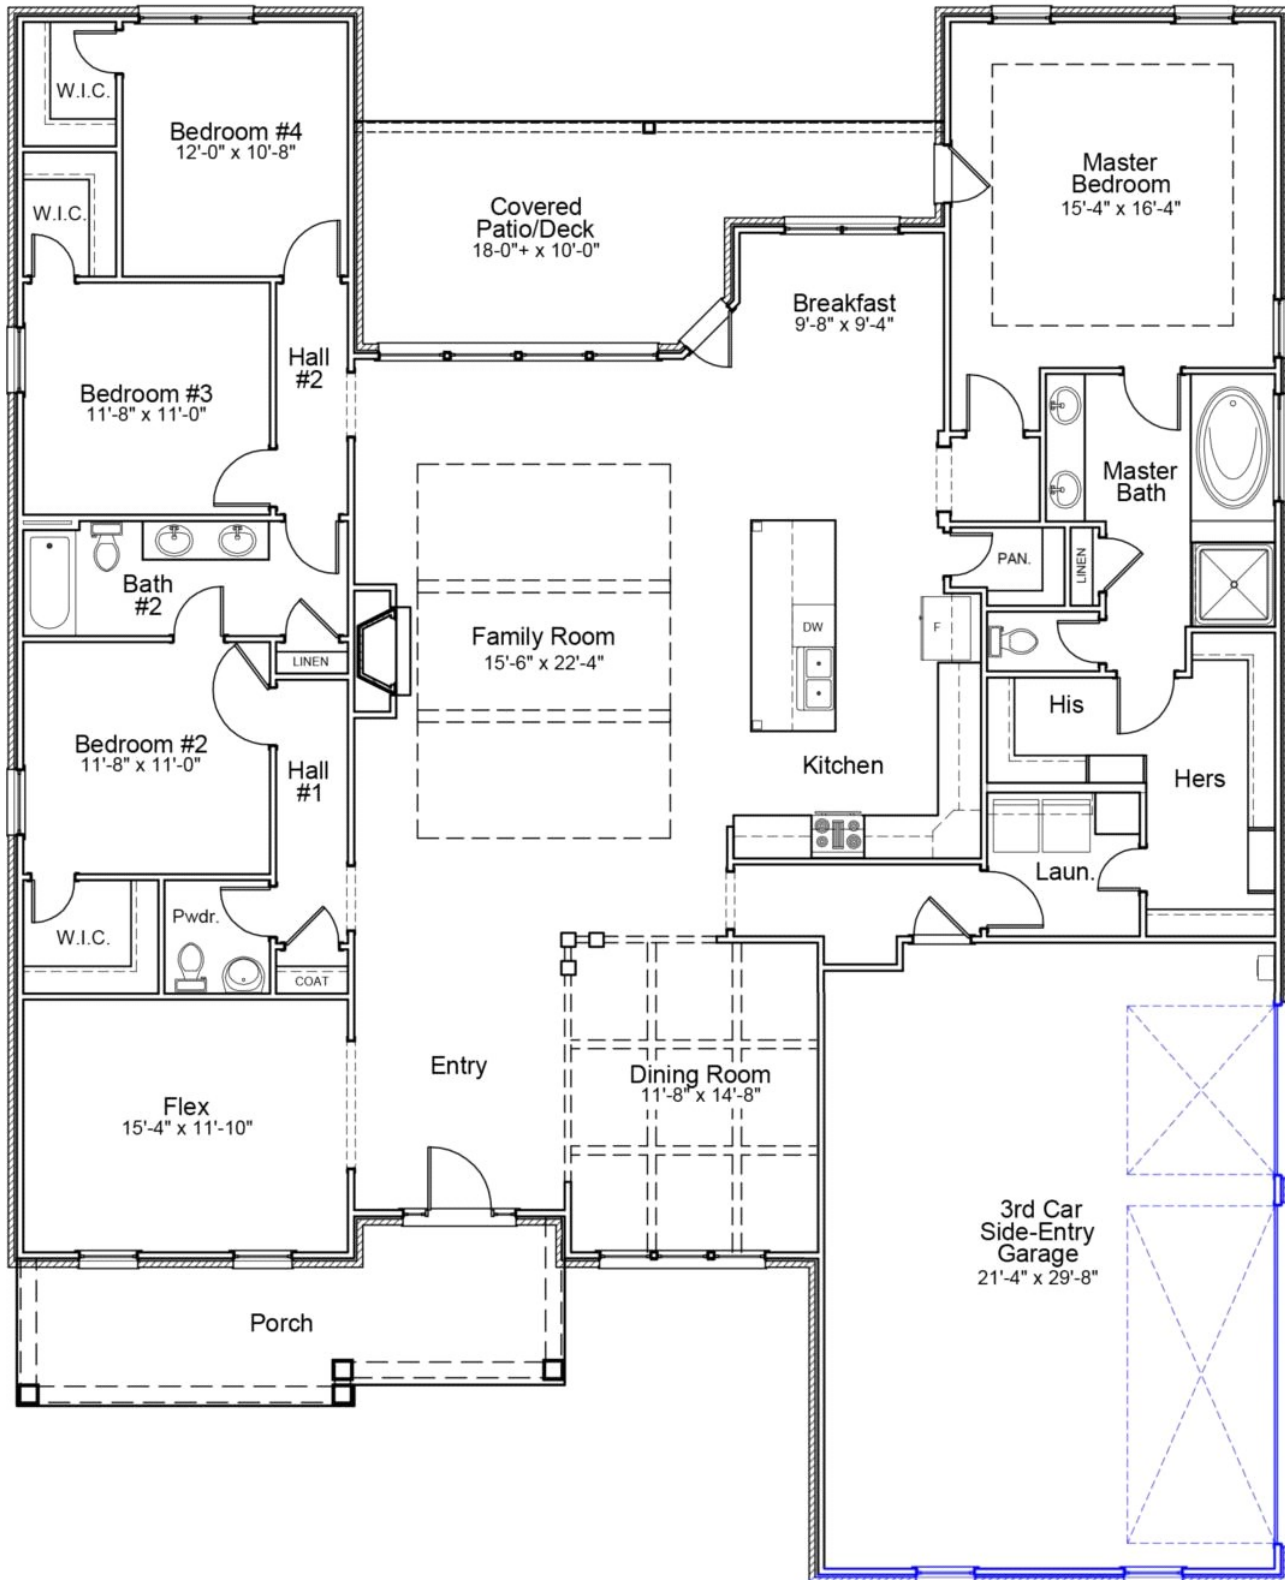 W.I.C.
Bedroom #4
12'-0" x 10'-8"
W.I.C.
Covered
Patio/Deck
18-0"+ x 10'-0"
Master
Bedroom
15'-4" x 16'-4"
Breakfast
9'-8" x 9'-4"
Hall
#2
Bedroom #3
11'-8" x 11'-0"
Master
Bath
PAN.
LINEN
Bath
#2
LINEN
Family Room
15'-6" x 22'-4"
DW
F
His
Bedroom #2
11'-8" x 11'-0"
Hall
#1
Kitchen
Hers
Laun.
Pwdr.
W.I.C.
COAT
Entry
Dining Room
11'-8" x 14'-8"
Flex
15'-4" x 11'-10"
3rd Car
Side-Entry
Garage
21'-4" x 29'-8"
Porch